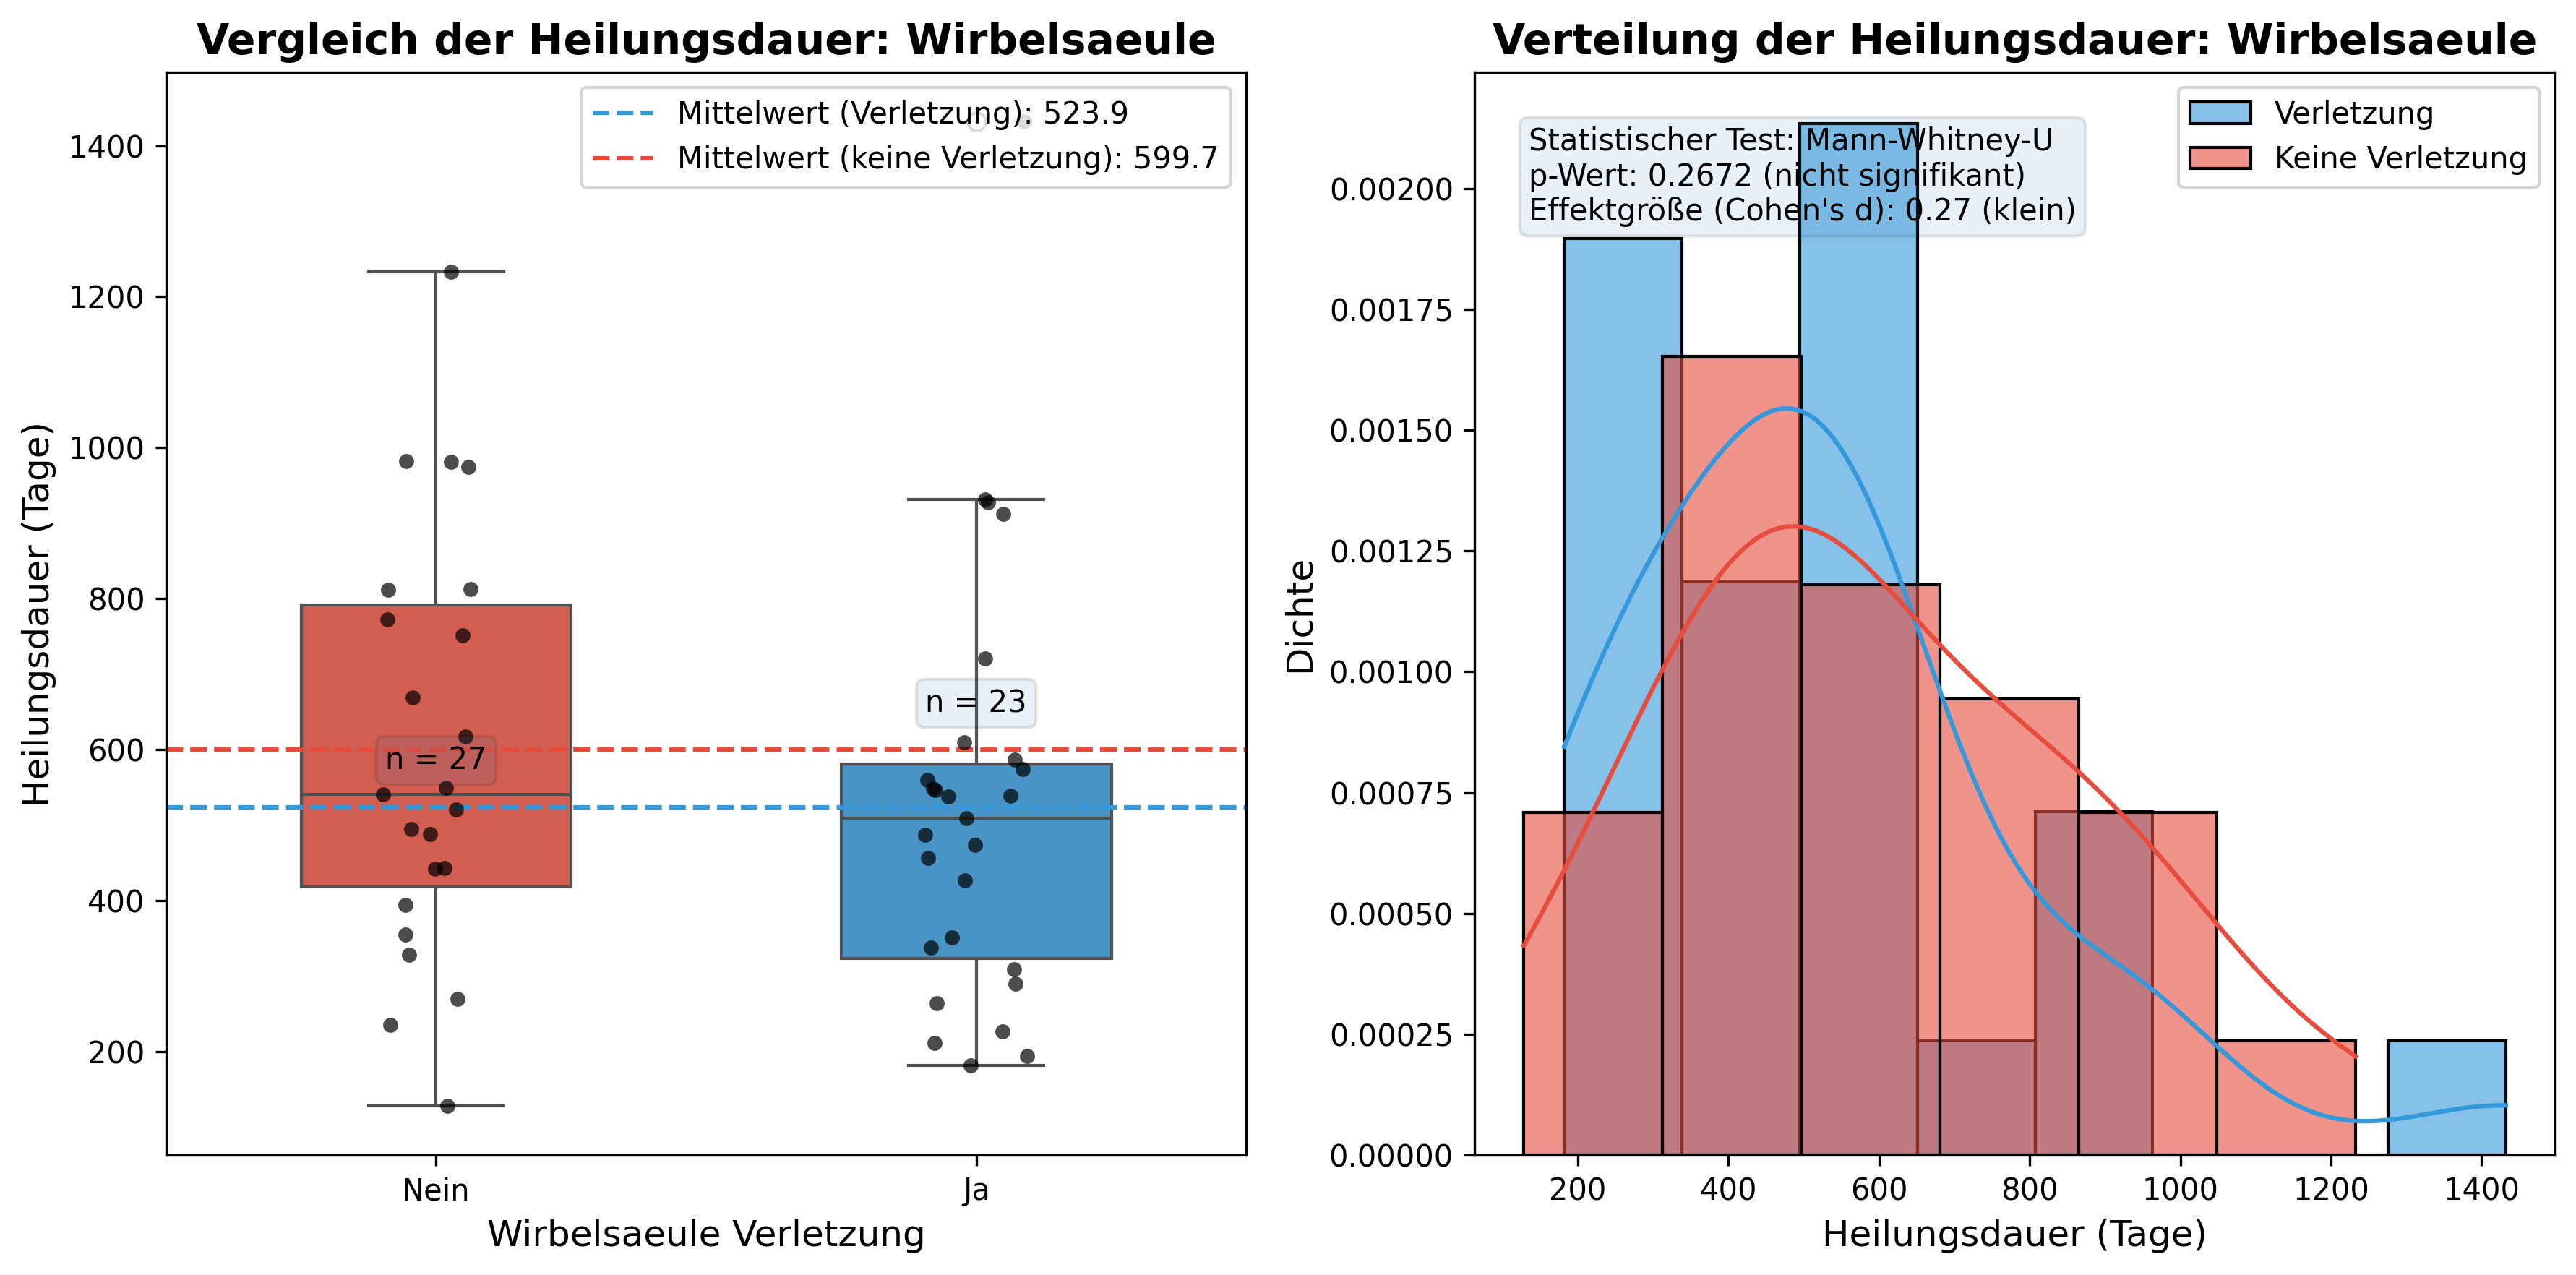 Vergleich der Heilungsdauer: Wirbelsaeule
Mittelwert (Verletzung): 523.9
Mittelwert (keine Verletzung): 599.7
Heilungsdauer (Tage)
1400
1200
1000
800
600
400
200
n = 27
n = 23
Nein
Ja
Wirbelsaeule Verletzung
Verteilung der Heilungsdauer: Wirbelsaeule
Statistischer Test: Mann-Whitney-U
p-Wert: 0.2672 (nicht signifikant)
Effektgröße (Cohen's d): 0.27 (klein)
Verletzung
Keine Verletzung
Dichte
0.00200
0.00175
0.00150
0.00125
0.00100
0.00075
0.00050
0.00025
0.00000
200 400 600 800 1000 1200 1400
Heilungsdauer (Tage)